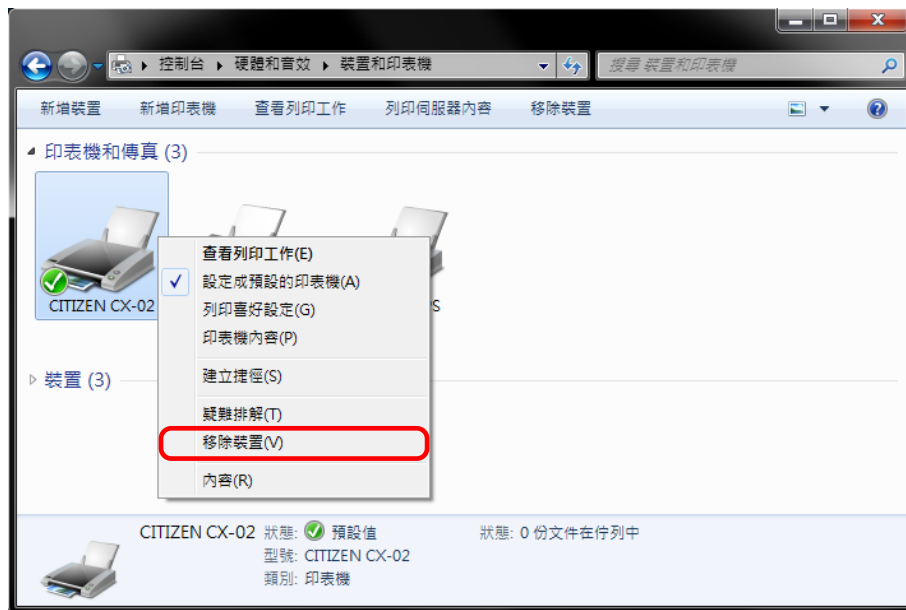 控制台 ▸ 硬體和音效 ▸ 裝置和印表機
搜尋 裝置和印表機
新增裝置 新增印表機 查看列印工作 列印伺服器內容 移除裝置
印表機和傳真 (3)
CITIZEN CX-02
S
查看列印工作(E)
設定成預設的印表機(A)
列印喜好設定(G)
印表機內容(P)
建立捷徑(S)
疑難排解(T)
移除裝置(V)
內容(R)
裝置 (3)
CITIZEN CX-02 狀態: 預設值 狀態: 0 份文件在佇列中
型號: CITIZEN CX-02
類別: 印表機